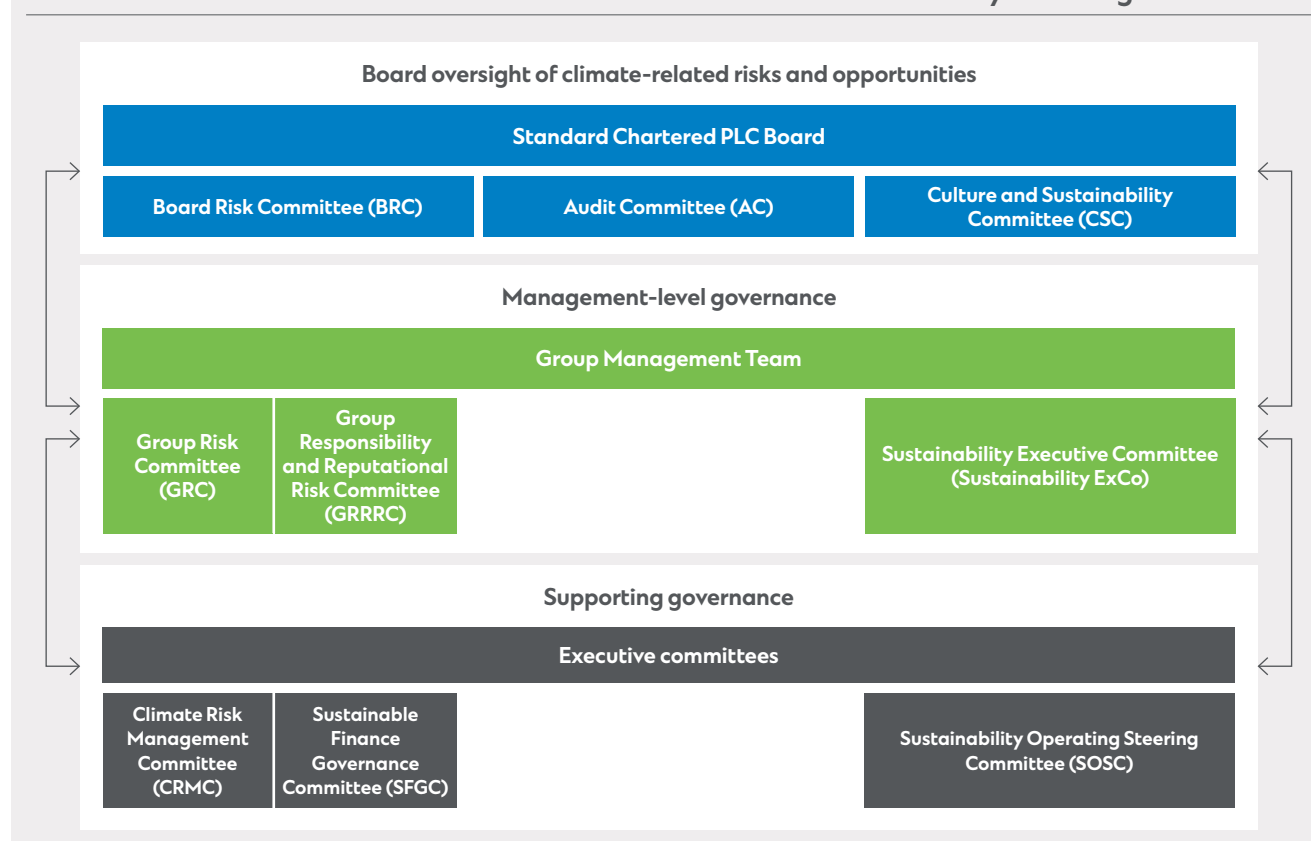 Board oversight of climate-related risks and opportunities
Standard Chartered PLC Board
Board Risk Committee (BRC)
Audit Committee (AC)
Culture and Sustainability
Committee (CSC)
Management-level governance
Group Management Team
Group Risk
Committee
(GRC)
Group
Responsibility
and Reputational
Risk Committee
(GRRRC)
Sustainability Executive Committee
(Sustainability ExCo)
Supporting governance
Executive committees
Climate Risk
Management
Committee
(CRMC)
Sustainable
Finance
Governance
Committee (SFGC)
Sustainability Operating Steering
Committee (SOSC)